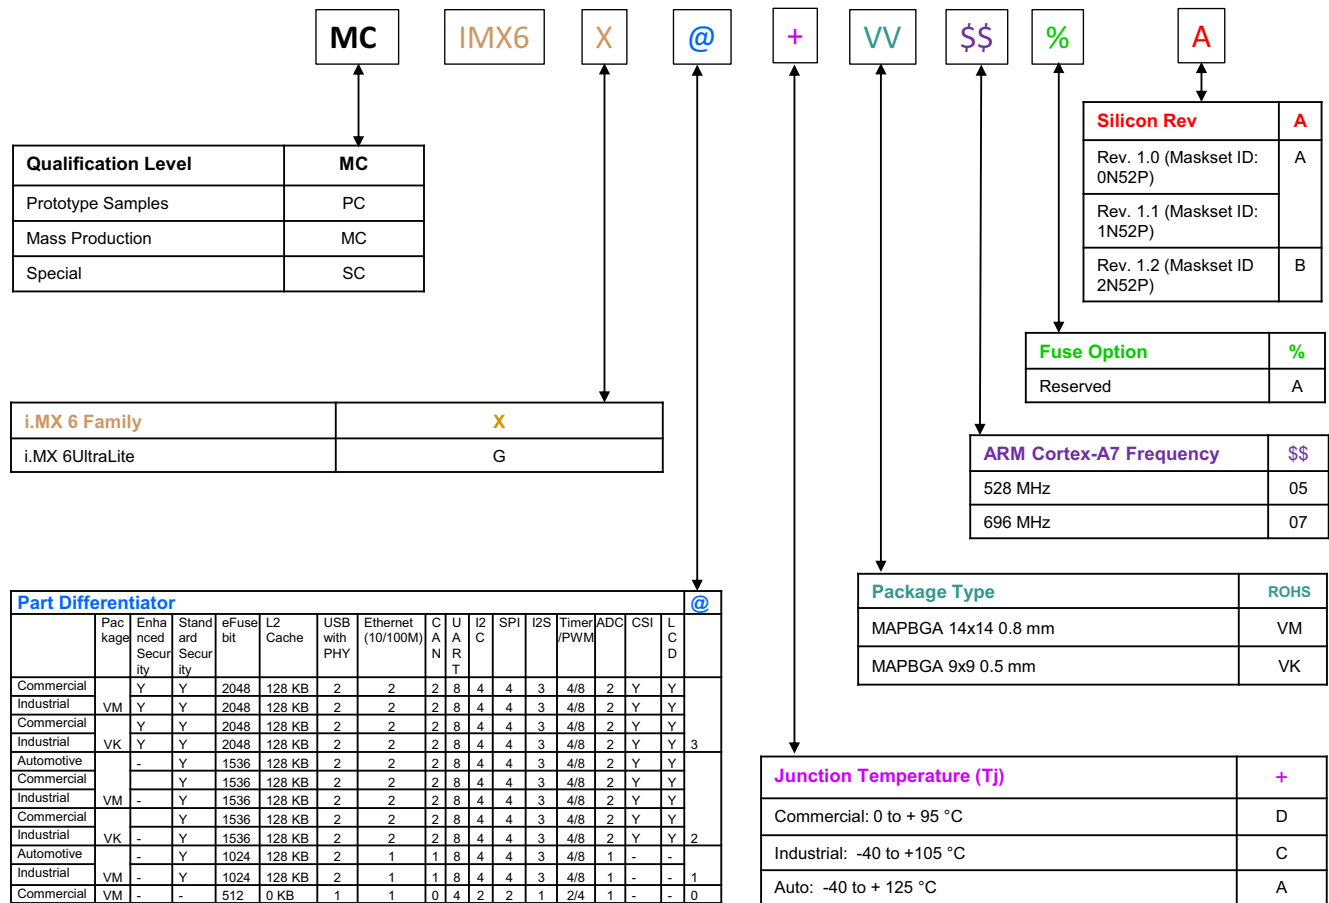 MC IMX6 X @ + VV $$ % A
Silicon Rev A
Rev. 1.0 (Maskset ID: 0N52P) A
Rev. 1.1 (Maskset ID: 1N52P)
Rev. 1.2 (Maskset ID 2N52P) B
Qualification Level MC
Prototype Samples PC
Mass Production MC
Special SC
Fuse Option %
Reserved A
i.MX 6 Family X
i.MX 6UltraLite G
ARM Cortex-A7 Frequency $$
528 MHz 05
696 MHz 07
Package Type ROHS
MAPBGA 14x14 0.8 mm VM
MAPBGA 9x9 0.5 mm VK
Part Differentiator @
Package Enhanced Security Standard Security eFuse bit L2 Cache USB with PHY Ethernet (10/100M) CAN UART I2C SPI I2S Timer/PWM ADC CSI LCD
Commercial Y Y 2048 128 KB 2 2 2 8 4 4 3 4/8 2 Y Y
Industrial VM Y Y 2048 128 KB 2 2 2 8 4 4 3 4/8 2 Y Y
Commercial Y Y 2048 128 KB 2 2 2 8 4 4 3 4/8 2 Y Y
Industrial VK Y Y 2048 128 KB 2 2 2 8 4 4 3 4/8 2 Y Y 3
Automotive - Y 1536 128 KB 2 2 2 8 4 4 3 4/8 2 Y Y
Commercial Y 1536 128 KB 2 2 2 8 4 4 3 4/8 2 Y Y
Industrial VM - Y 1536 128 KB 2 2 2 8 4 4 3 4/8 2 Y Y
Commercial Y 1536 128 KB 2 2 2 8 4 4 3 4/8 2 Y Y
Industrial VK - Y 1536 128 KB 2 2 2 8 4 4 3 4/8 2 Y Y 2
Automotive - Y 1024 128 KB 2 1 1 8 4 4 3 4/8 1 - -
Industrial VM - Y 1024 128 KB 2 1 1 8 4 4 3 4/8 1 - - 1
Commercial VM - - 512 0 KB 1 1 0 4 2 2 1 2/4 1 - - 0
Junction Temperature (Tj) +
Commercial: 0 to + 95 °C D
Industrial: -40 to +105 °C C
Auto: -40 to + 125 °C A